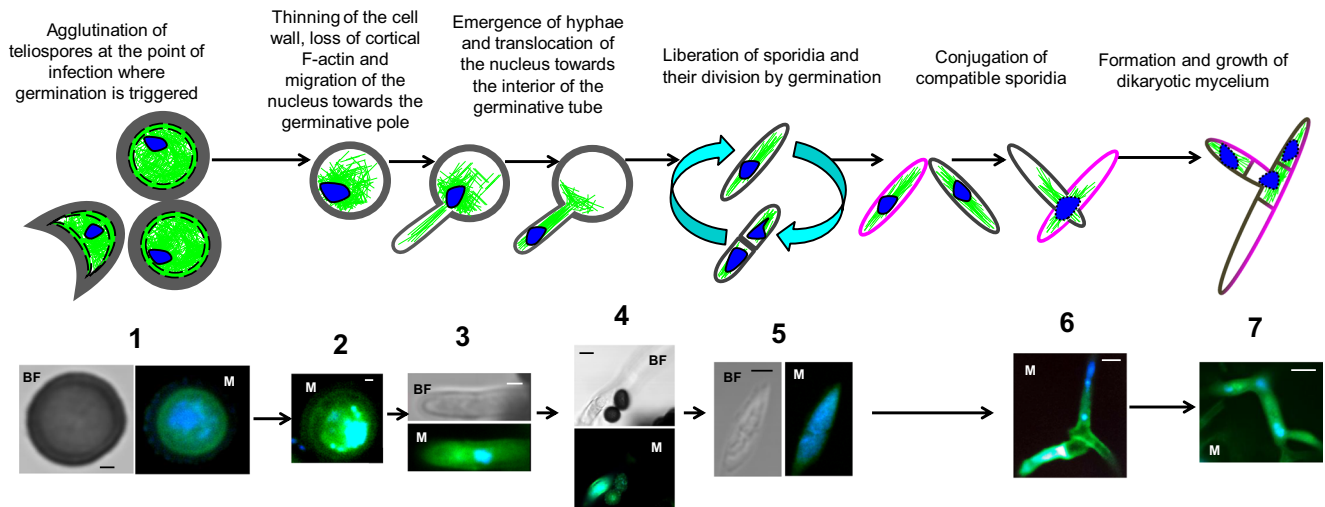 Agglutination of
teliospores at the point of
infection where
germination is triggered
Thinning of the cell
wall, loss of cortical
F-actin and
migration of the
nucleus towards the
germinative pole
Emergence of hyphae
and translocation of
the nucleus towards
the interior of the
germinative tube
Liberation of sporidia and
their division by germination
Conjugation of
compatible sporidia
Formation and growth of
dikaryotic mycelium
1
2
3
4
5
6
7
BF
M
M
BF
M
BF
M
BF
M
M
M